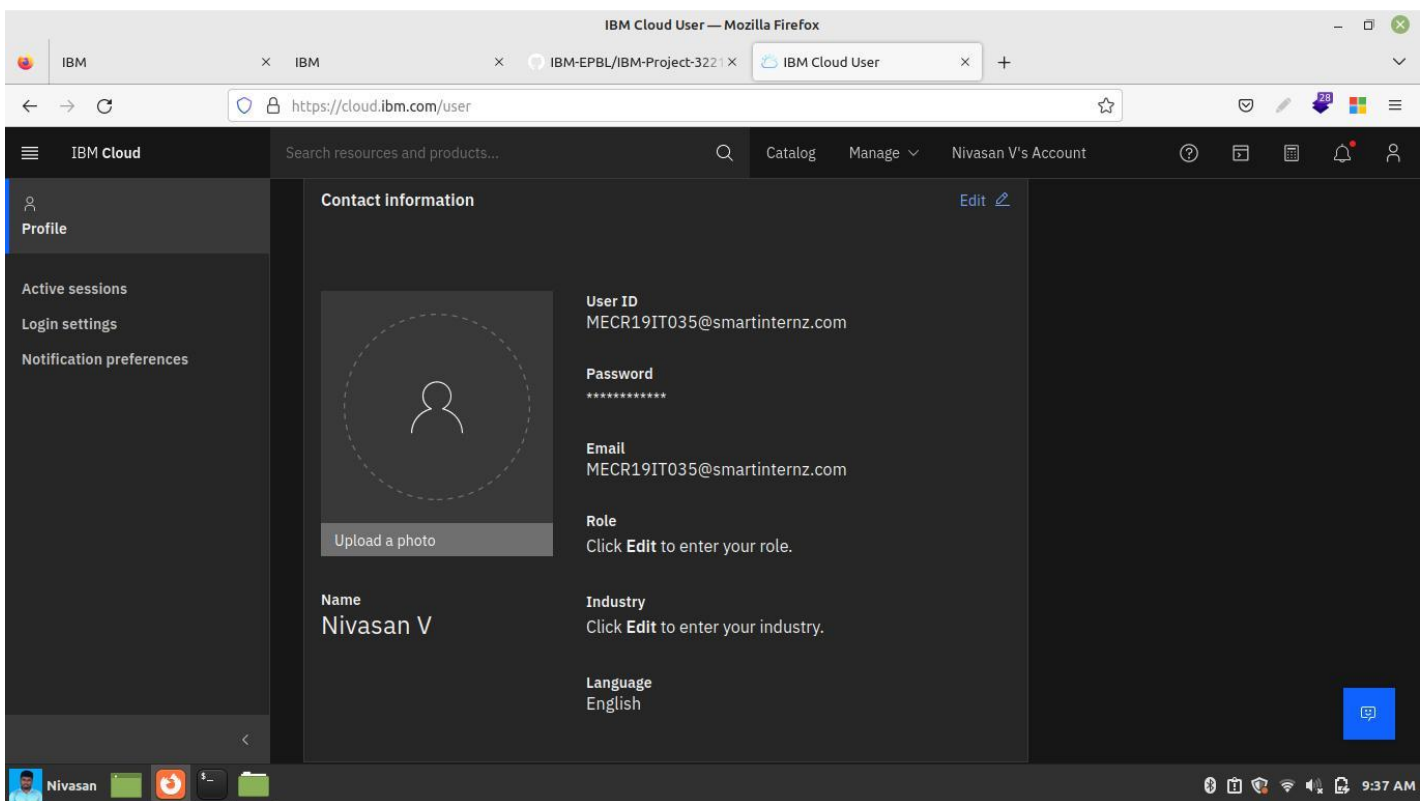 IBM Cloud User — Mozilla Firefox
IBM
IBM
IBM-EPBL/IBM-Project-3221
IBM Cloud User
https://cloud.ibm.com/user
28
IBM Cloud
Search resources and products...
Catalog
Manage
Nivasan V's Account
Profile
Active sessions
Login settings
Notification preferences
Contact information
Edit
Upload a photo
Name
Nivasan V
User ID
MECR19IT035@smartinternz.com
Password
************
Email
MECR19IT035@smartinternz.com
Role
Click Edit to enter your role.
Industry
Click Edit to enter your industry.
Language
English
Nivasan
9:37 AM